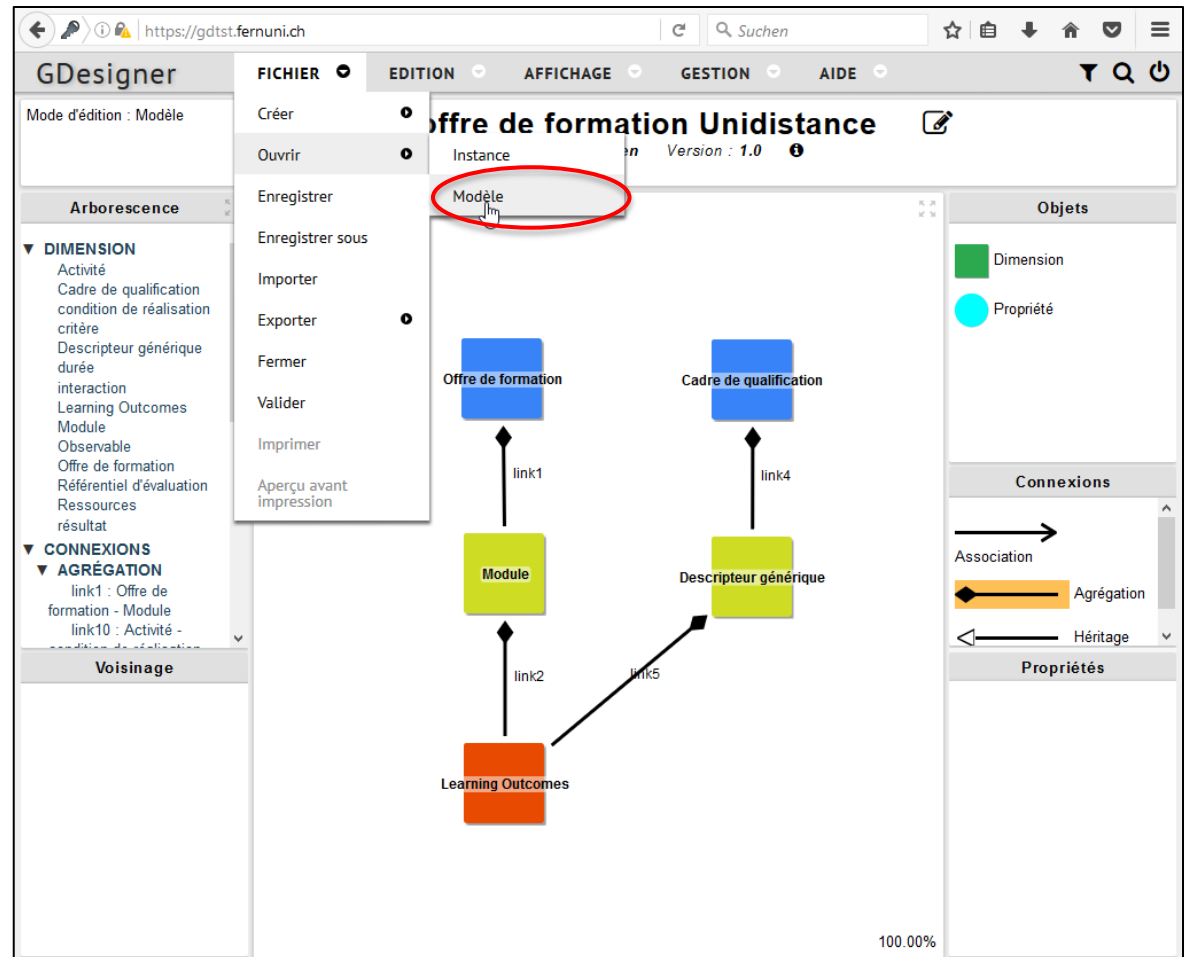 https://gdtst.fernuni.ch
Suchen
GDesigner
FICHIER
EDITION
AFFICHAGE
GESTION
AIDE
Mode d'édition : Modèle
offre de formation Unidistance
Version : 1.0
Créer
Ouvrir
Enregistrer
Enregistrer sous
Importer
Exporter
Fermer
Valider
Imprimer
Aperçu avant
impression
Instance
Modèle
Arborescence
DIMENSION
Activité
Cadre de qualification
condition de réalisation
critère
Descripteur générique
durée
interaction
Learning Outcomes
Module
Observable
Offre de formation
Référentiel d'évaluation
Ressources
résultat
CONNEXIONS
AGRÉGATION
link1 : Offre de
formation - Module
link10 : Activité -
condition de réalisation
Voisinage
Offre de formation
Cadre de qualification
link1
link4
Module
Descripteur générique
link2
link5
Learning Outcomes
100.00%
Objets
Dimension
Propriété
Connexions
Association
Agrégation
Héritage
Propriétés